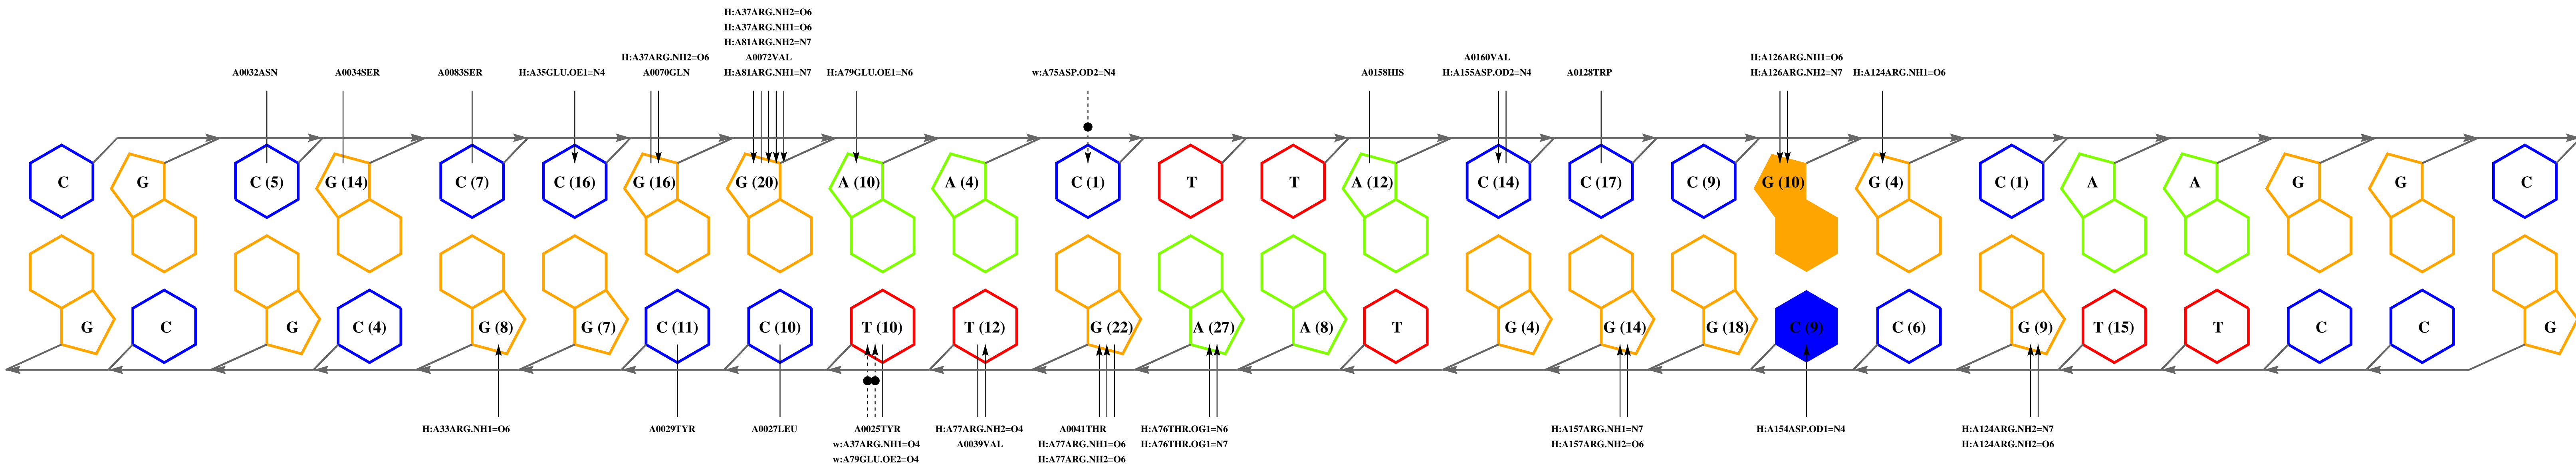 H:A37ARG.NH2=O6
H:A37ARG.NH1=O6
H:A81ARG.NH2=N7
H:A37ARG.NH2=O6 A0072VAL A0160VAL H:A126ARG.NH1=O6
A0032ASN A0034SER A0083SER H:A35GLU.OE1=N4 A0070GLN H:A81ARG.NH1=N7 H:A79GLU.OE1=N6 w:A75ASP.OD2=N4 A0158HIS H:A155ASP.OD2=N4 A0128TRP H:A126ARG.NH2=N7 H:A124ARG.NH1=O6
C G C (5) G (14) C (7) C (16) G (16) G (20) A (10) A (4) C (1) T T A (12) C (14) C (17) C (9) G (10) G (4) C (1) A A G G C
G C G C (4) G (8) G (7) C (11) C (10) T (10) T (12) G (22) A (27) A (8) T G (4) G (14) G (18) C (9) C (6) G (9) T (15) T C C G
H:A33ARG.NH1=O6 A0029TYR A0027LEU A0025TYR H:A77ARG.NH2=O4 A0041THR H:A76THR.OG1=N6 H:A157ARG.NH1=N7 H:A154ASP.OD1=N4 H:A124ARG.NH2=N7
w:A37ARG.NH1=O4 A0039VAL H:A77ARG.NH1=O6 H:A76THR.OG1=N7 H:A157ARG.NH2=O6 H:A124ARG.NH2=O6
w:A79GLU.OE2=O4 H:A77ARG.NH2=O6